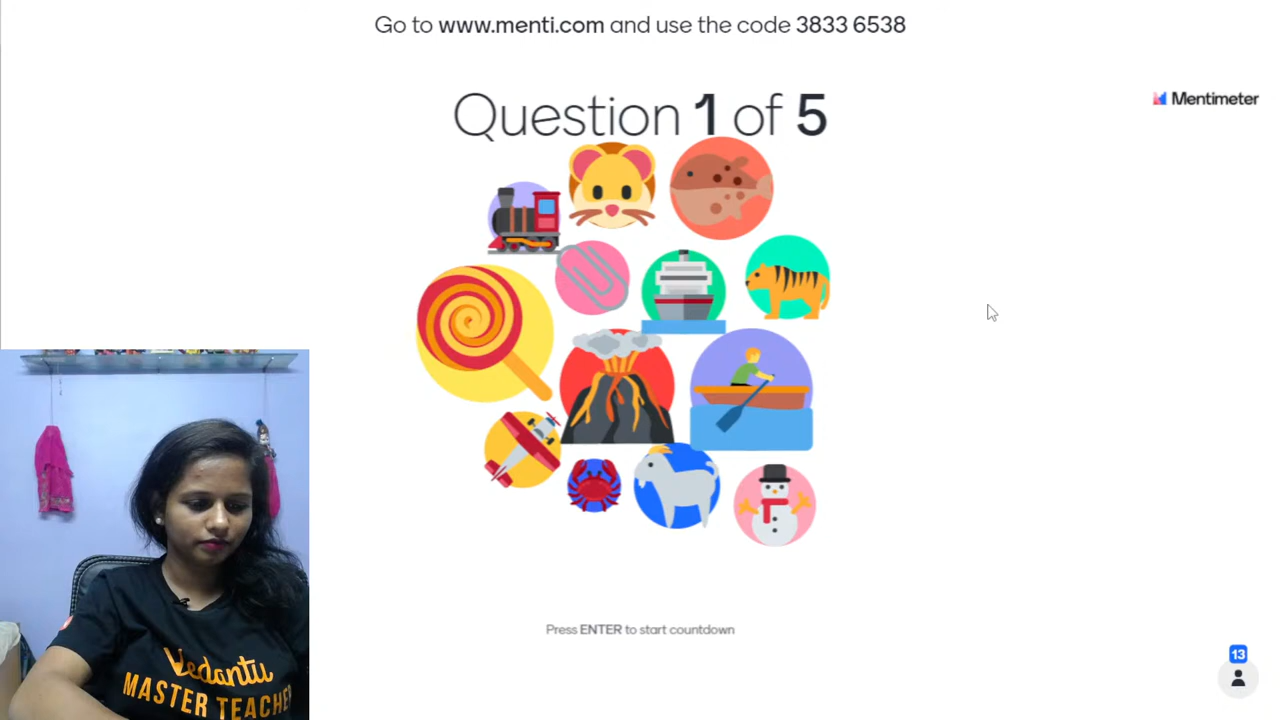 Go to www.menti.com and use the code 3833 6538
Mentimeter
Question 1 of 5
Press ENTER to start countdown
13
Vedantu
MASTER TEACHER